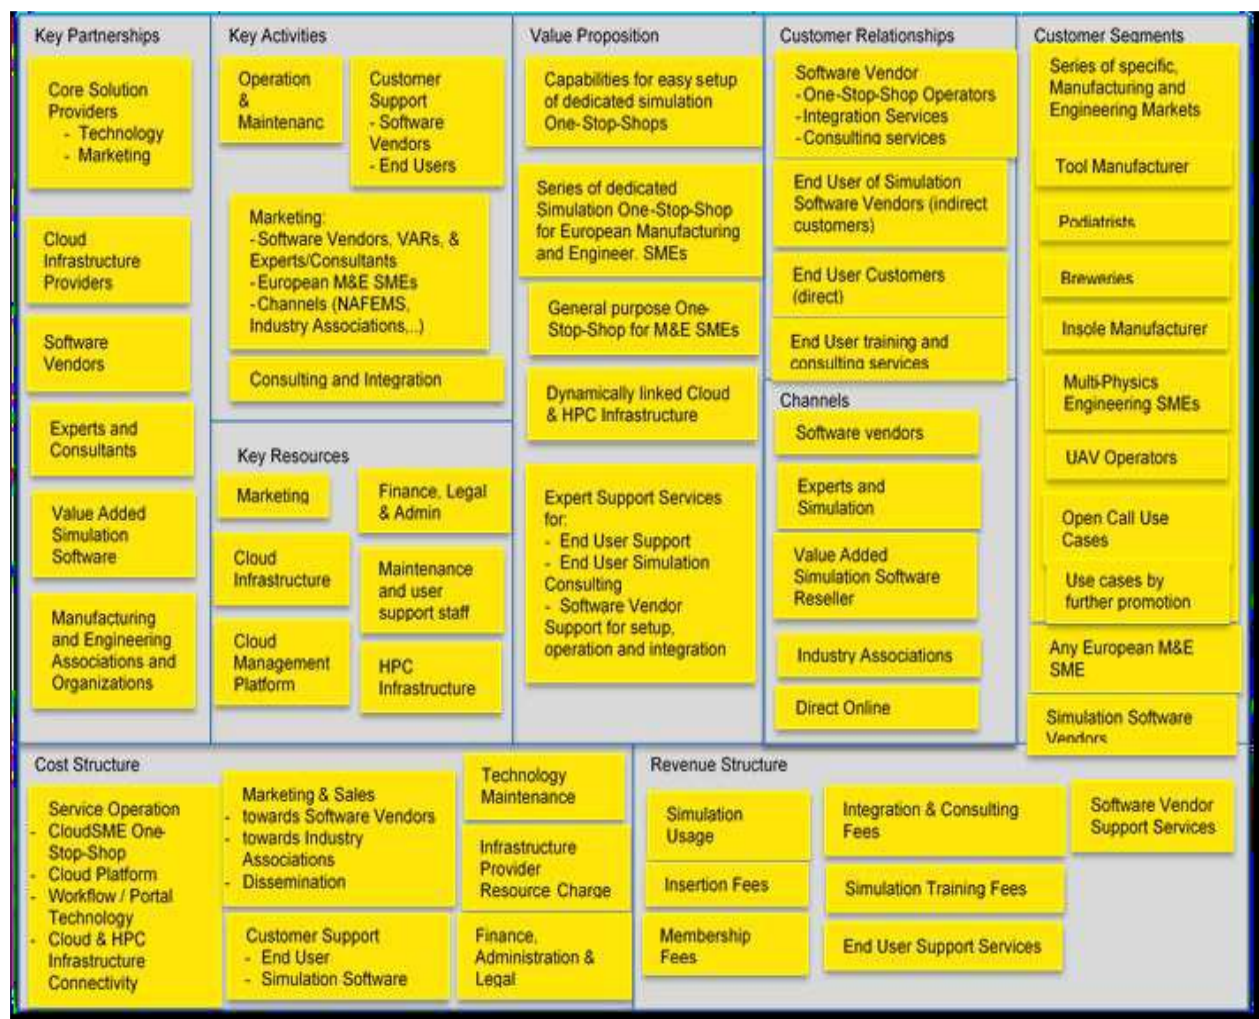 Key Partnerships
Core Solution
Providers
- Technology
- Marketing
Cloud
Infrastructure
Providers
Software
Vendors
Experts and
Consultants
Value Added
Simulation
Software
Manufacturing
and Engineering
Associations and
Organizations
Key Activities
Operation
&
Maintenanc
Customer
Support
- Software
Vendors
- End Users
Marketing:
-Software Vendors, VARs, &
Experts/Consultants
-European M&E SMEs
-Channels (NAFEMS,
Industry Associations,..)
Consulting and Integration
Key Resources
Marketing
Finance, Legal
& Admin
Cloud
Infrastructure
Maintenance
and user
support staff
Cloud
Management
Platform
HPC
Infrastructure
Value Proposition
Capabilities for easy setup
of dedicated simulation
One-Stop-Shops
Series of dedicated
Simulation One-Stop-Shop
for European Manufacturing
and Engineer. SMEs
General purpose One-
Stop-Shop for M&E SMEs
Dynamically linked Cloud
& HPC Infrastructure
Expert Support Services
for:
- End User Support
- End User Simulation
Consulting
- Software Vendor
Support for setup,
operation and integration
Customer Relationships
Software Vendor
-One-Stop-Shop Operators
-Integration Services
-Consulting services
End User of Simulation
Software Vendors (indirect
customers)
End User Customers
(direct)
End User training and
consulting services
Channels
Software vendors
Experts and
Simulation
Value Added
Simulation Software
Reseller
Industry Associations
Direct Online
Customer Segments
Series of specific,
Manufacturing and
Engineering Markets
Tool Manufacturer
Podiatrists
Breweries
Insole Manufacturer
Multi-Physics
Engineering SMEs
UAV Operators
Open Call Use
Cases
Use cases by
further promotion
Any European M&E
SME
Simulation Software
Vendors
Cost Structure
Service Operation
- CloudSME One-
Stop-Shop
- Cloud Platform
- Workflow / Portal
Technology
- Cloud & HPC
Infrastructure
Connectivity
Marketing & Sales
- towards Software Vendors
- towards Industry
Associations
- Dissemination
Customer Support
- End User
- Simulation Software
Technology
Maintenance
Infrastructure
Provider
Resource Charge
Finance,
Administration &
Legal
Revenue Structure
Simulation
Usage
Insertion Fees
Membership
Fees
Integration & Consulting
Fees
Simulation Training Fees
End User Support Services
Software Vendor
Support Services